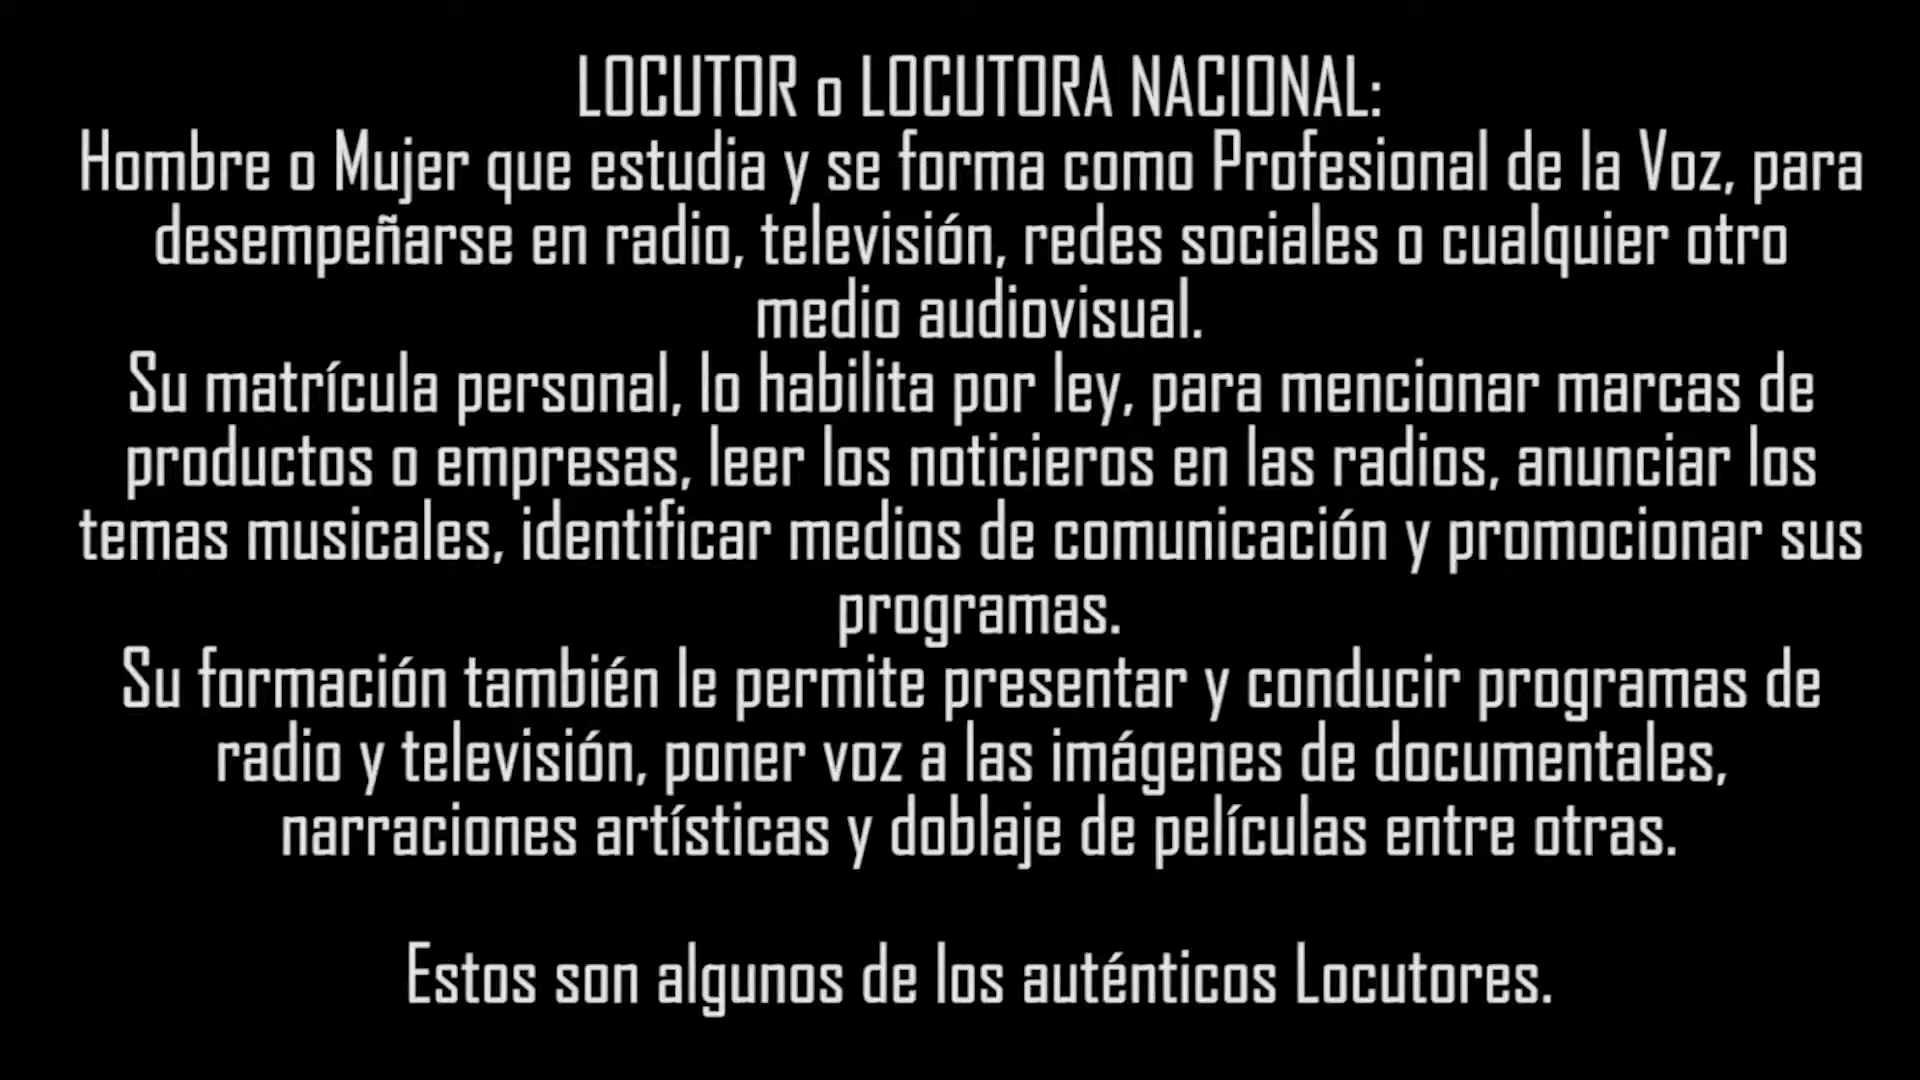 LOCUTOR o LOCUTORA NACIONAL:
Hombre o Mujer que estudia y se forma como Profesional de la Voz, para
desempeñarse en radio, televisión, redes sociales o cualquier otro
medio audiovisual.
Su matrícula personal, lo habilita por ley, para mencionar marcas de
productos o empresas, leer los noticieros en las radios, anunciar los
temas musicales, identificar medios de comunicación y promocionar sus
programas.
Su formación también le permite presentar y conducir programas de
radio y televisión, poner voz a las imágenes de documentales,
narraciones artísticas y doblaje de películas entre otras.
Estos son algunos de los auténticos Locutores.